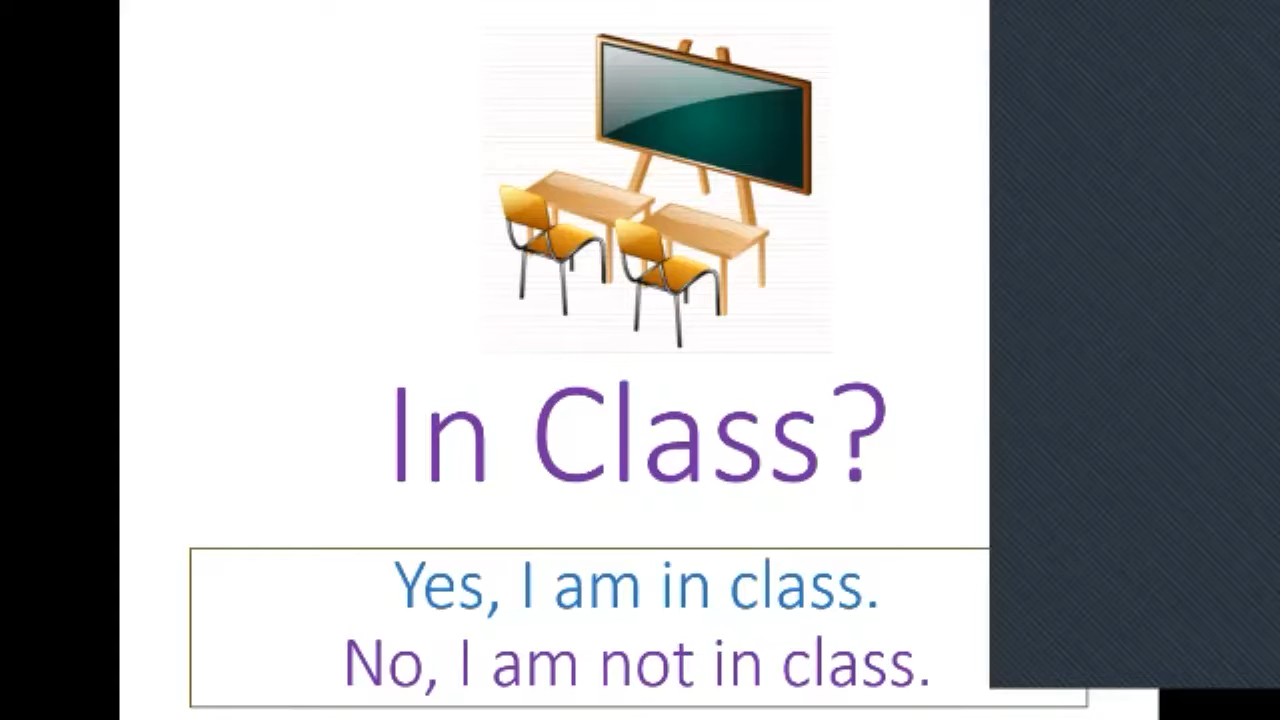 In Class?
Yes, I am in class.
No, I am not in class.